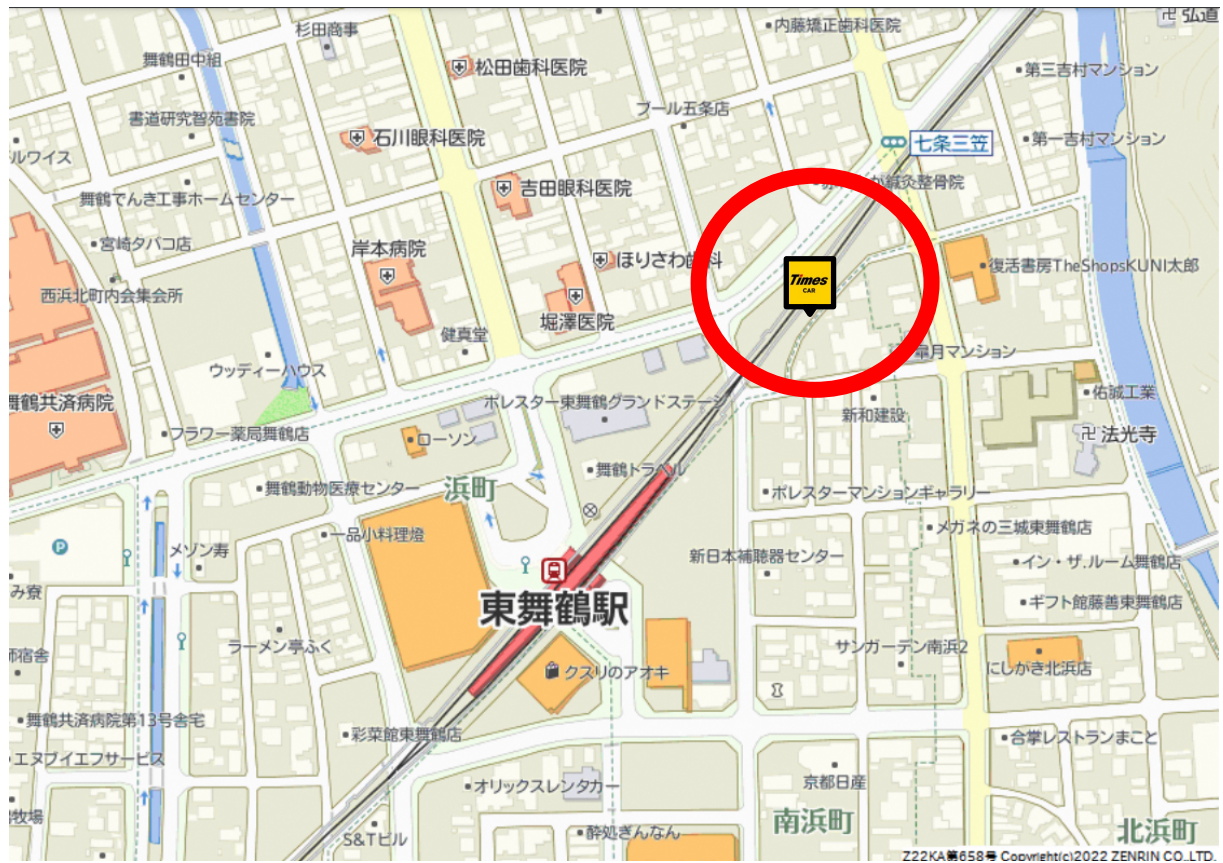 弘道
杉田商事
内藤矯正歯科医院
舞鶴田中組
松田歯科医院
第三吉村マンション
プール五条店
書道研究智苑書院
石川眼科医院
七条三笠
第一吉村マンション
ルワイス
吉田眼科医院
鍼灸整骨院
舞鶴でんき工事ホームセンター
宮崎タバコ店
岸本病院
ほりさわ歯科
復活書房TheShopsKUNI太郎
Times
CAR
西浜北町内会集会所
堀澤医院
健真堂
皐月マンション
ウッディーハウス
舞鶴共済病院
ポレスター東舞鶴グランドステージ
新和建設
佑誠工業
フラワー薬局舞鶴店
ローソン
卍 法光寺
舞鶴トラベル
舞鶴動物医療センター
浜町
ポレスターマンションギャラリー
一品小料理燈
メガネの三城東舞鶴店
P
メゾン寿
新日本補聴器センター
イン・ザ.ルーム舞鶴店
み寮
東舞鶴駅
ギフト館藤善東舞鶴店
ラーメン亭ふく
サンガーデン南浜2
師宿舎
クスリのアオキ
にしがき北浜店
舞鶴共済病院第13号舎宅
彩菜館東舞鶴店
合掌レストランまこと
エヌブイエフサービス
オリックスレンタカー
京都日産
牧場
S&Tビル
酔処ぎんなん
南浜町
北浜町
Z22KA第658号 Copyright(c)2022 ZENRIN CO.,LTD